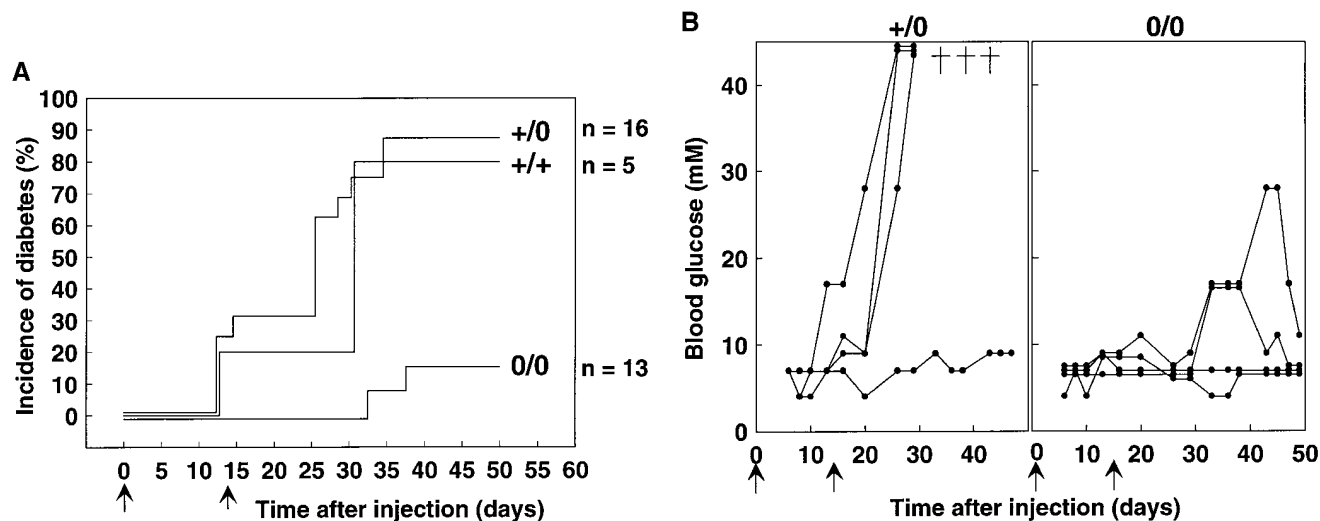 A
Incidence of diabetes (%)
100
90
80
70
60
50
40
30
20
10
0
+/0 n = 16
+/+ n = 5
0/0 n = 13
0 5 10 15 20 25 30 35 40 45 50 55 60
Time after injection (days)
B
+/0 0/0
Blood glucose (mM)
40
30
20
10
0
† † †
0 10 20 30 40 0 10 20 30 40 50
Time after injection (days)